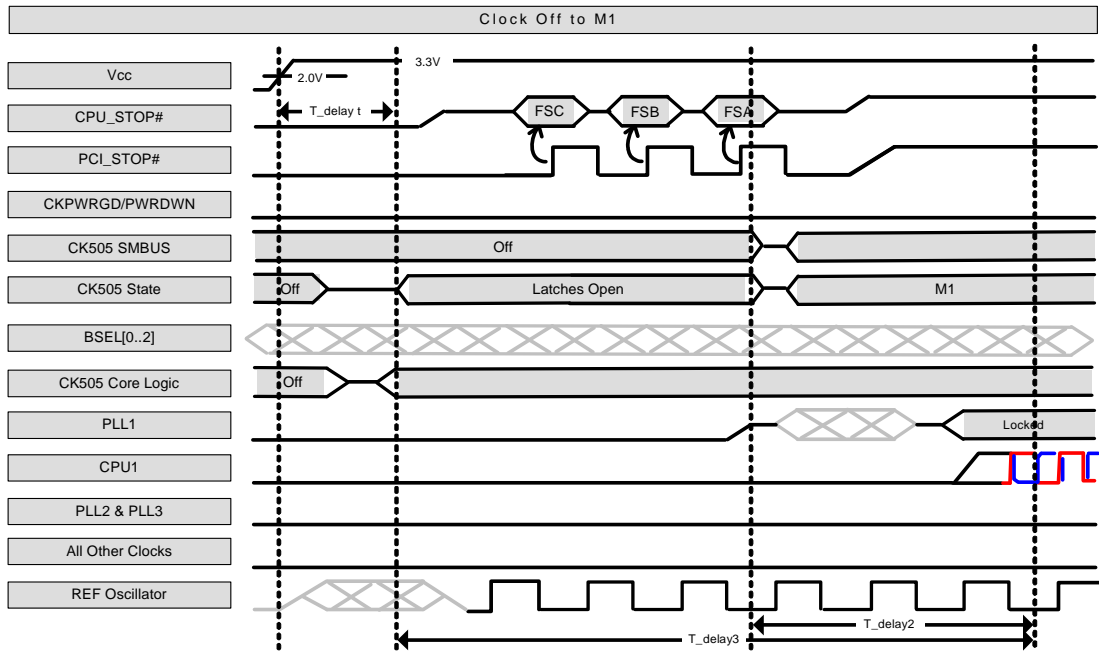 Clock Off to M1
Vcc
2.0V
3.3V
CPU_STOP#
T_delay t
FSC
FSB
FSA
PCI_STOP#
CKPWRGD/PWRDWN
CK505 SMBUS
Off
CK505 State
Off
Latches Open
M1
BSEL[0..2]
CK505 Core Logic
Off
PLL1
Locked
CPU1
PLL2 & PLL3
All Other Clocks
REF Oscillator
T_delay2
T_delay3